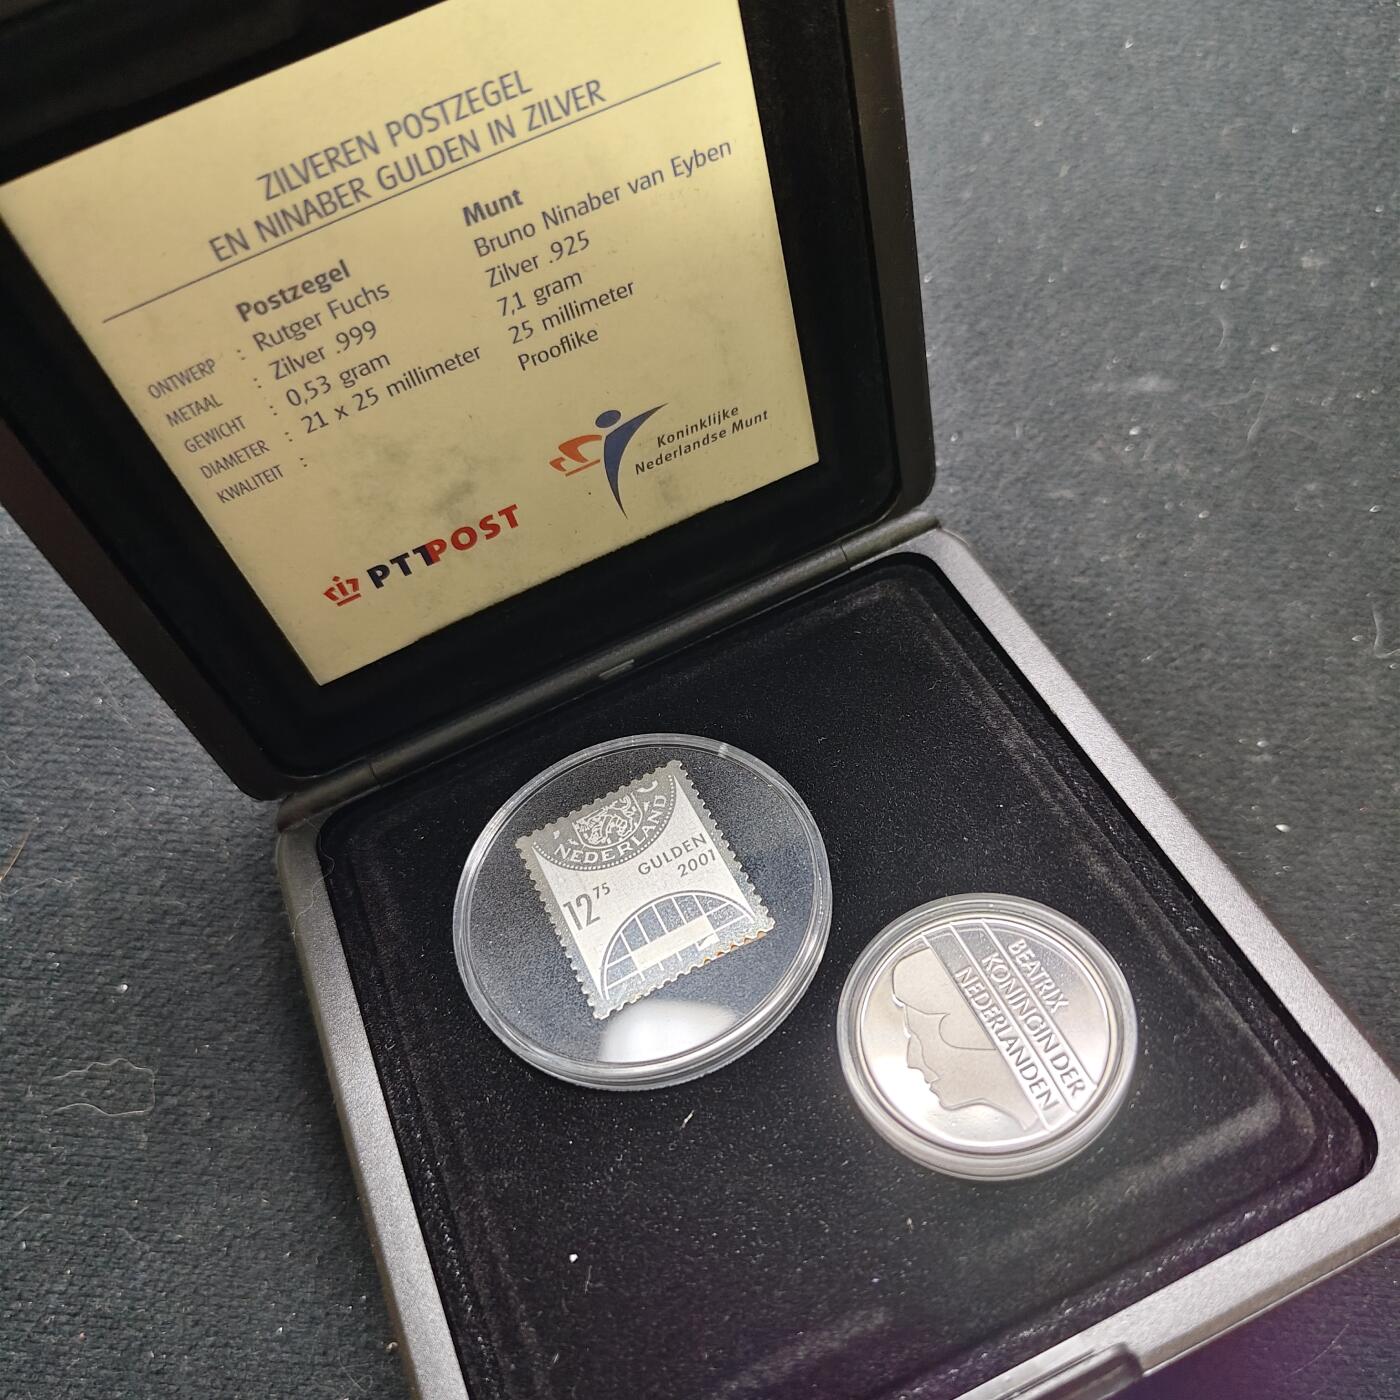 ZILVEREN POSTZEGEL
EN NINABER GULDEN IN ZILVER
Postzegel Munt
ONTWERP : Rutger Fuchs Bruno Ninaber van Eyben
METAAL : Zilver .999 Zilver .925
GEWICHT : 0,53 gram 7,1 gram
DIAMETER : 21 x 25 millimeter 25 millimeter
KWALITEIT : Prooflike
PTT POST
Koninklijke
Nederlandse Munt
NEDERLAND
GULDEN
2001
12 75
BEATRIX
KONINGIN DER
NEDERLANDEN